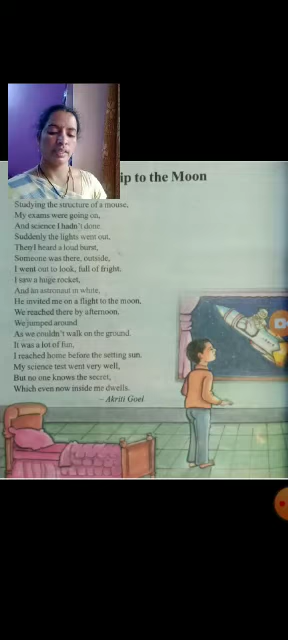 ip to the Moon
Studying the structure of a mouse,
My exams were going on,
And science I hadn't done.
Suddenly the lights went out,
Then I heard a loud burst,
Someone was there, outside,
I went out to look, full of fright.
I saw a huge rocket,
And an astronaut in white,
He invited me on a flight to the moon,
We reached there by afternoon,
We jumped around
As we couldn't walk on the ground.
It was a lot of fun,
I reached home before the setting sun.
My science test went very well,
But no one knows the secret,
Which even now inside me dwells.
– Akriti Goel